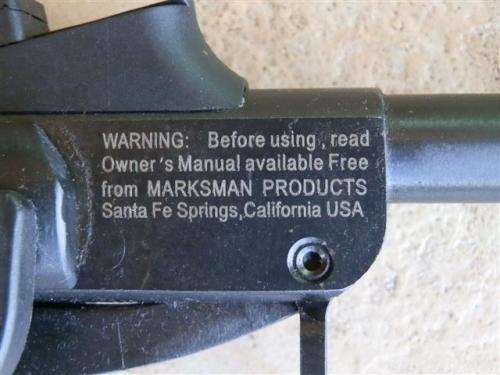 WARNING: Before using, read
Owner's Manual available Free
from MARKSMAN PRODUCTS
Santa Fe Springs,California USA